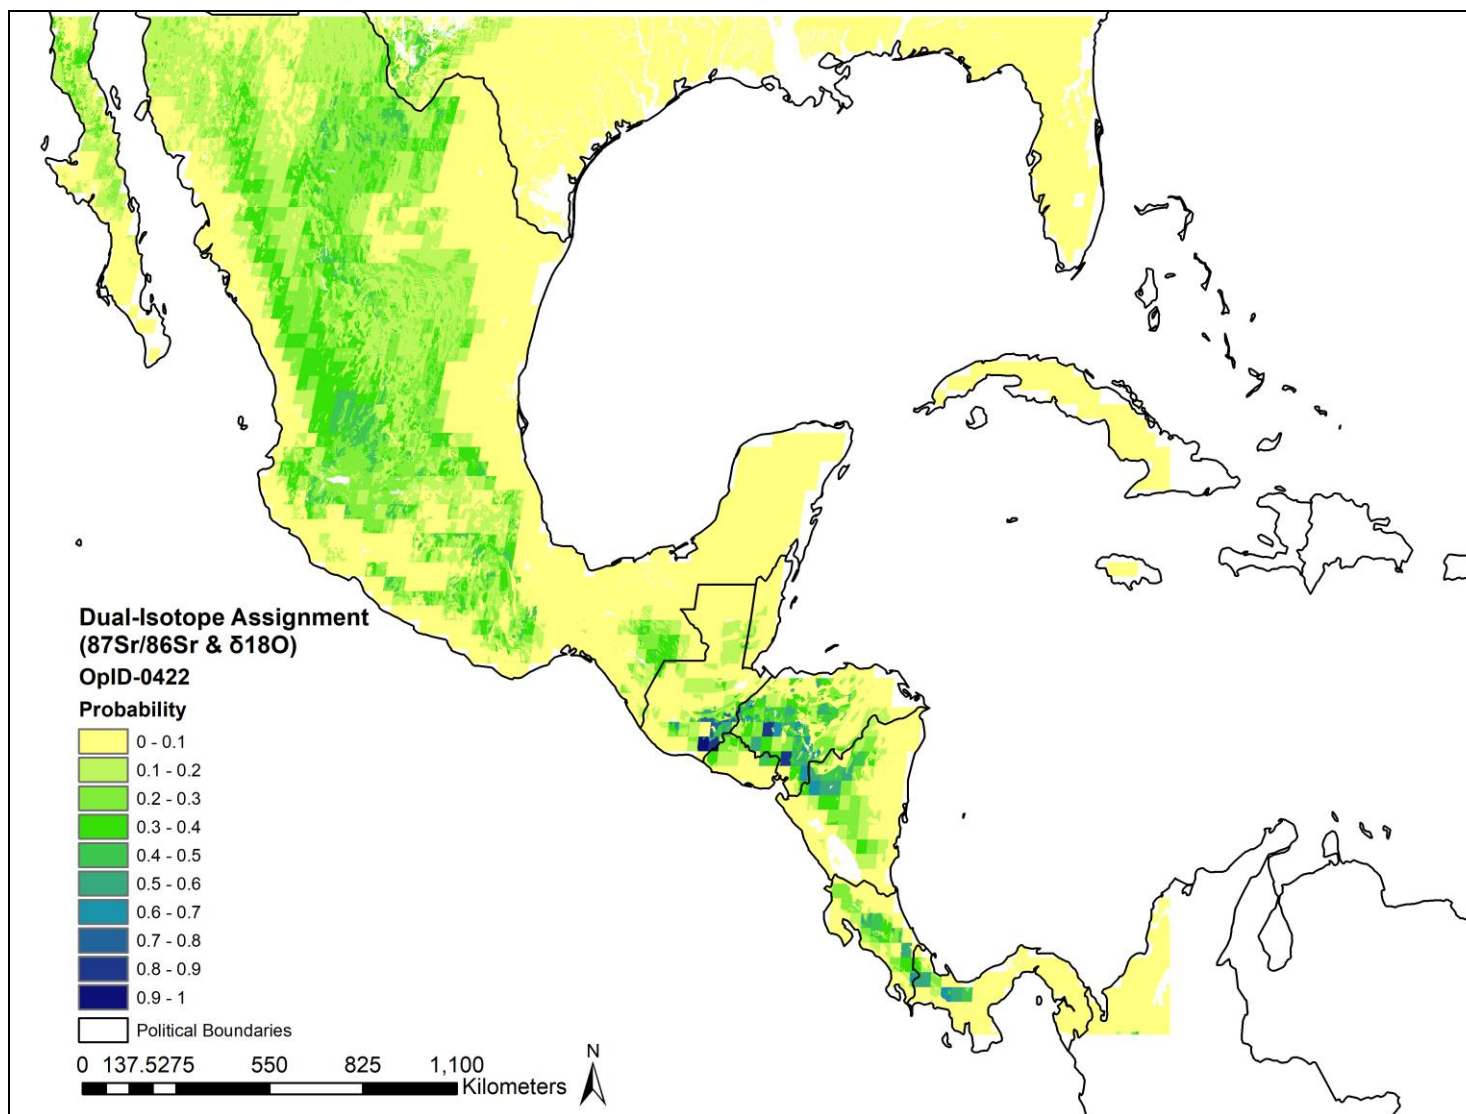 Dual-Isotope Assignment
(87Sr/86Sr & δ18O)
OpID-0422
Probability
0 - 0.1
0.1 - 0.2
0.2 - 0.3
0.3 - 0.4
0.4 - 0.5
0.5 - 0.6
0.6 - 0.7
0.7 - 0.8
0.8 - 0.9
0.9 - 1
Political Boundaries
0 137.5275 550 825 1,100
Kilometers
N